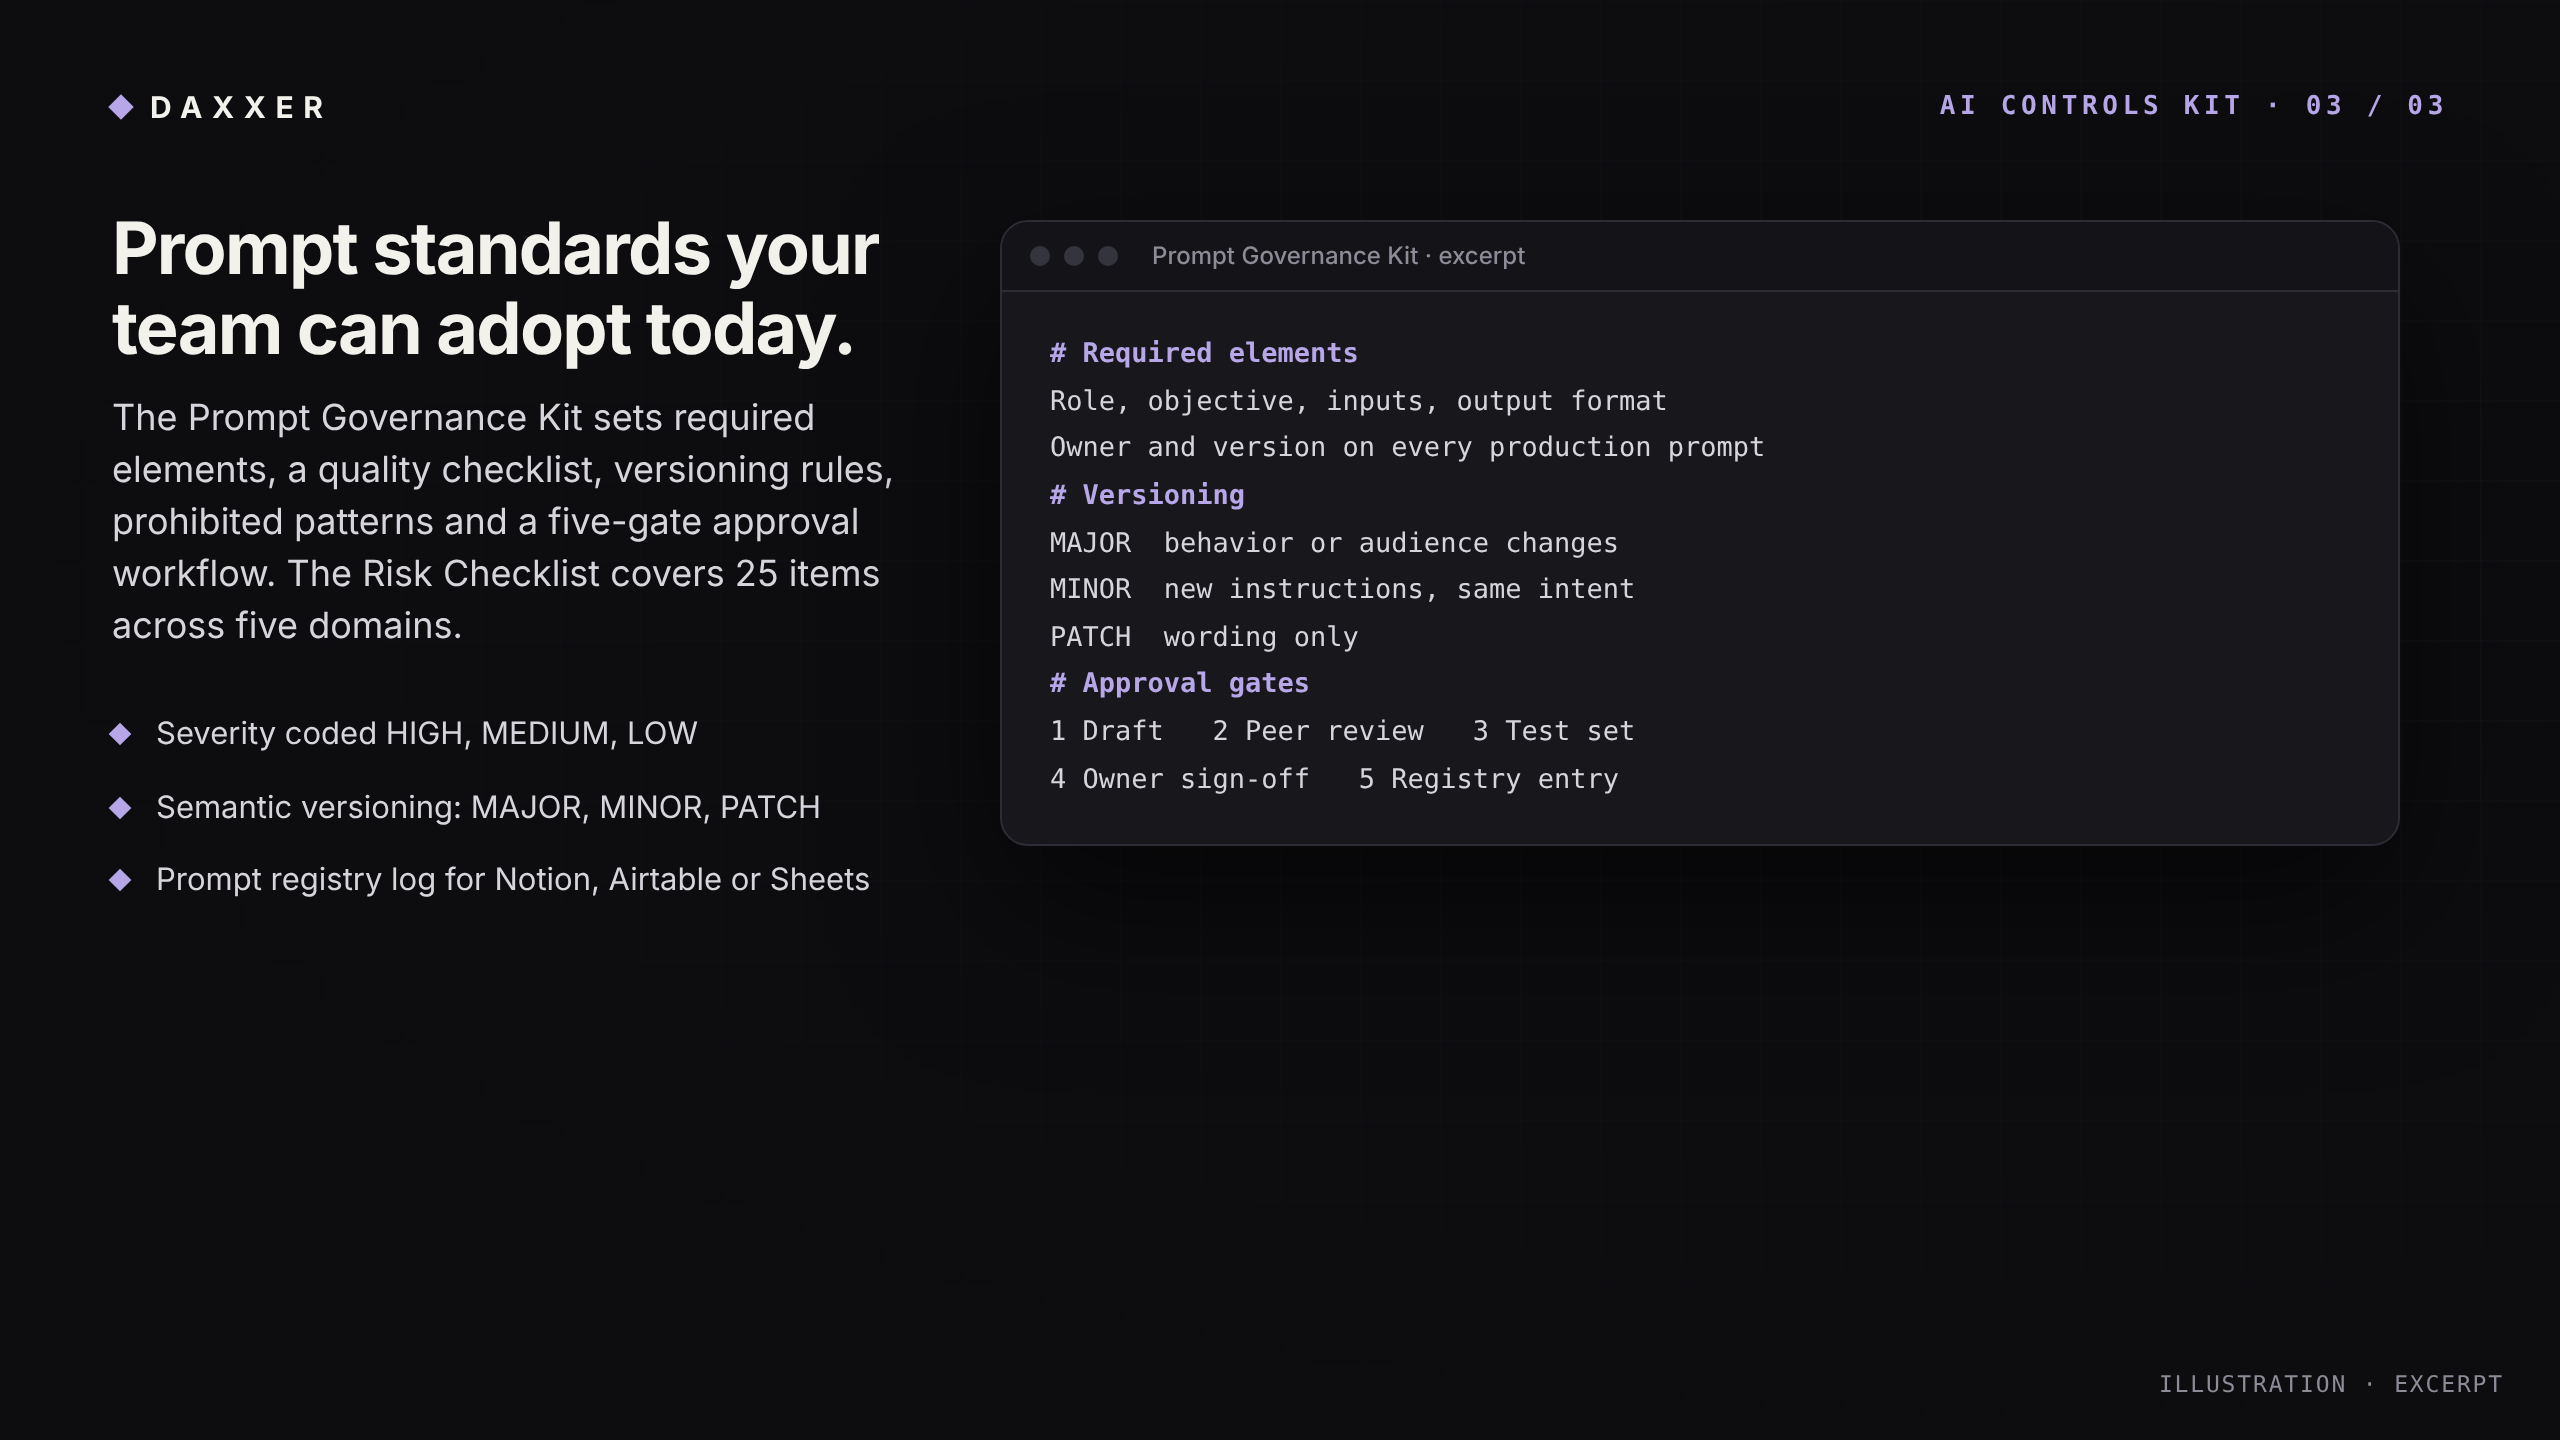 DAXXER
AI CONTROLS KIT · 03 / 03
Prompt standards your
team can adopt today.
The Prompt Governance Kit sets required
elements, a quality checklist, versioning rules,
prohibited patterns and a five-gate approval
workflow. The Risk Checklist covers 25 items
across five domains.
Severity coded HIGH, MEDIUM, LOW
Semantic versioning: MAJOR, MINOR, PATCH
Prompt registry log for Notion, Airtable or Sheets
Prompt Governance Kit · excerpt
# Required elements
Role, objective, inputs, output format
Owner and version on every production prompt
# Versioning
MAJOR  behavior or audience changes
MINOR  new instructions, same intent
PATCH  wording only
# Approval gates
1 Draft   2 Peer review   3 Test set
4 Owner sign-off   5 Registry entry
ILLUSTRATION · EXCERPT